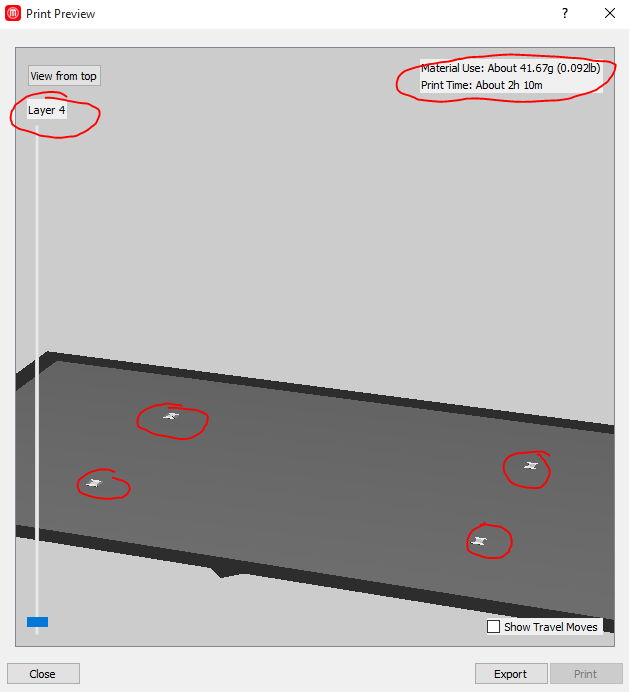 Print Preview
?
View from top
Material Use: About 41.67g (0.092lb)
Print Time: About 2h 10m
Layer 4
Show Travel Moves
Close
Export
Print